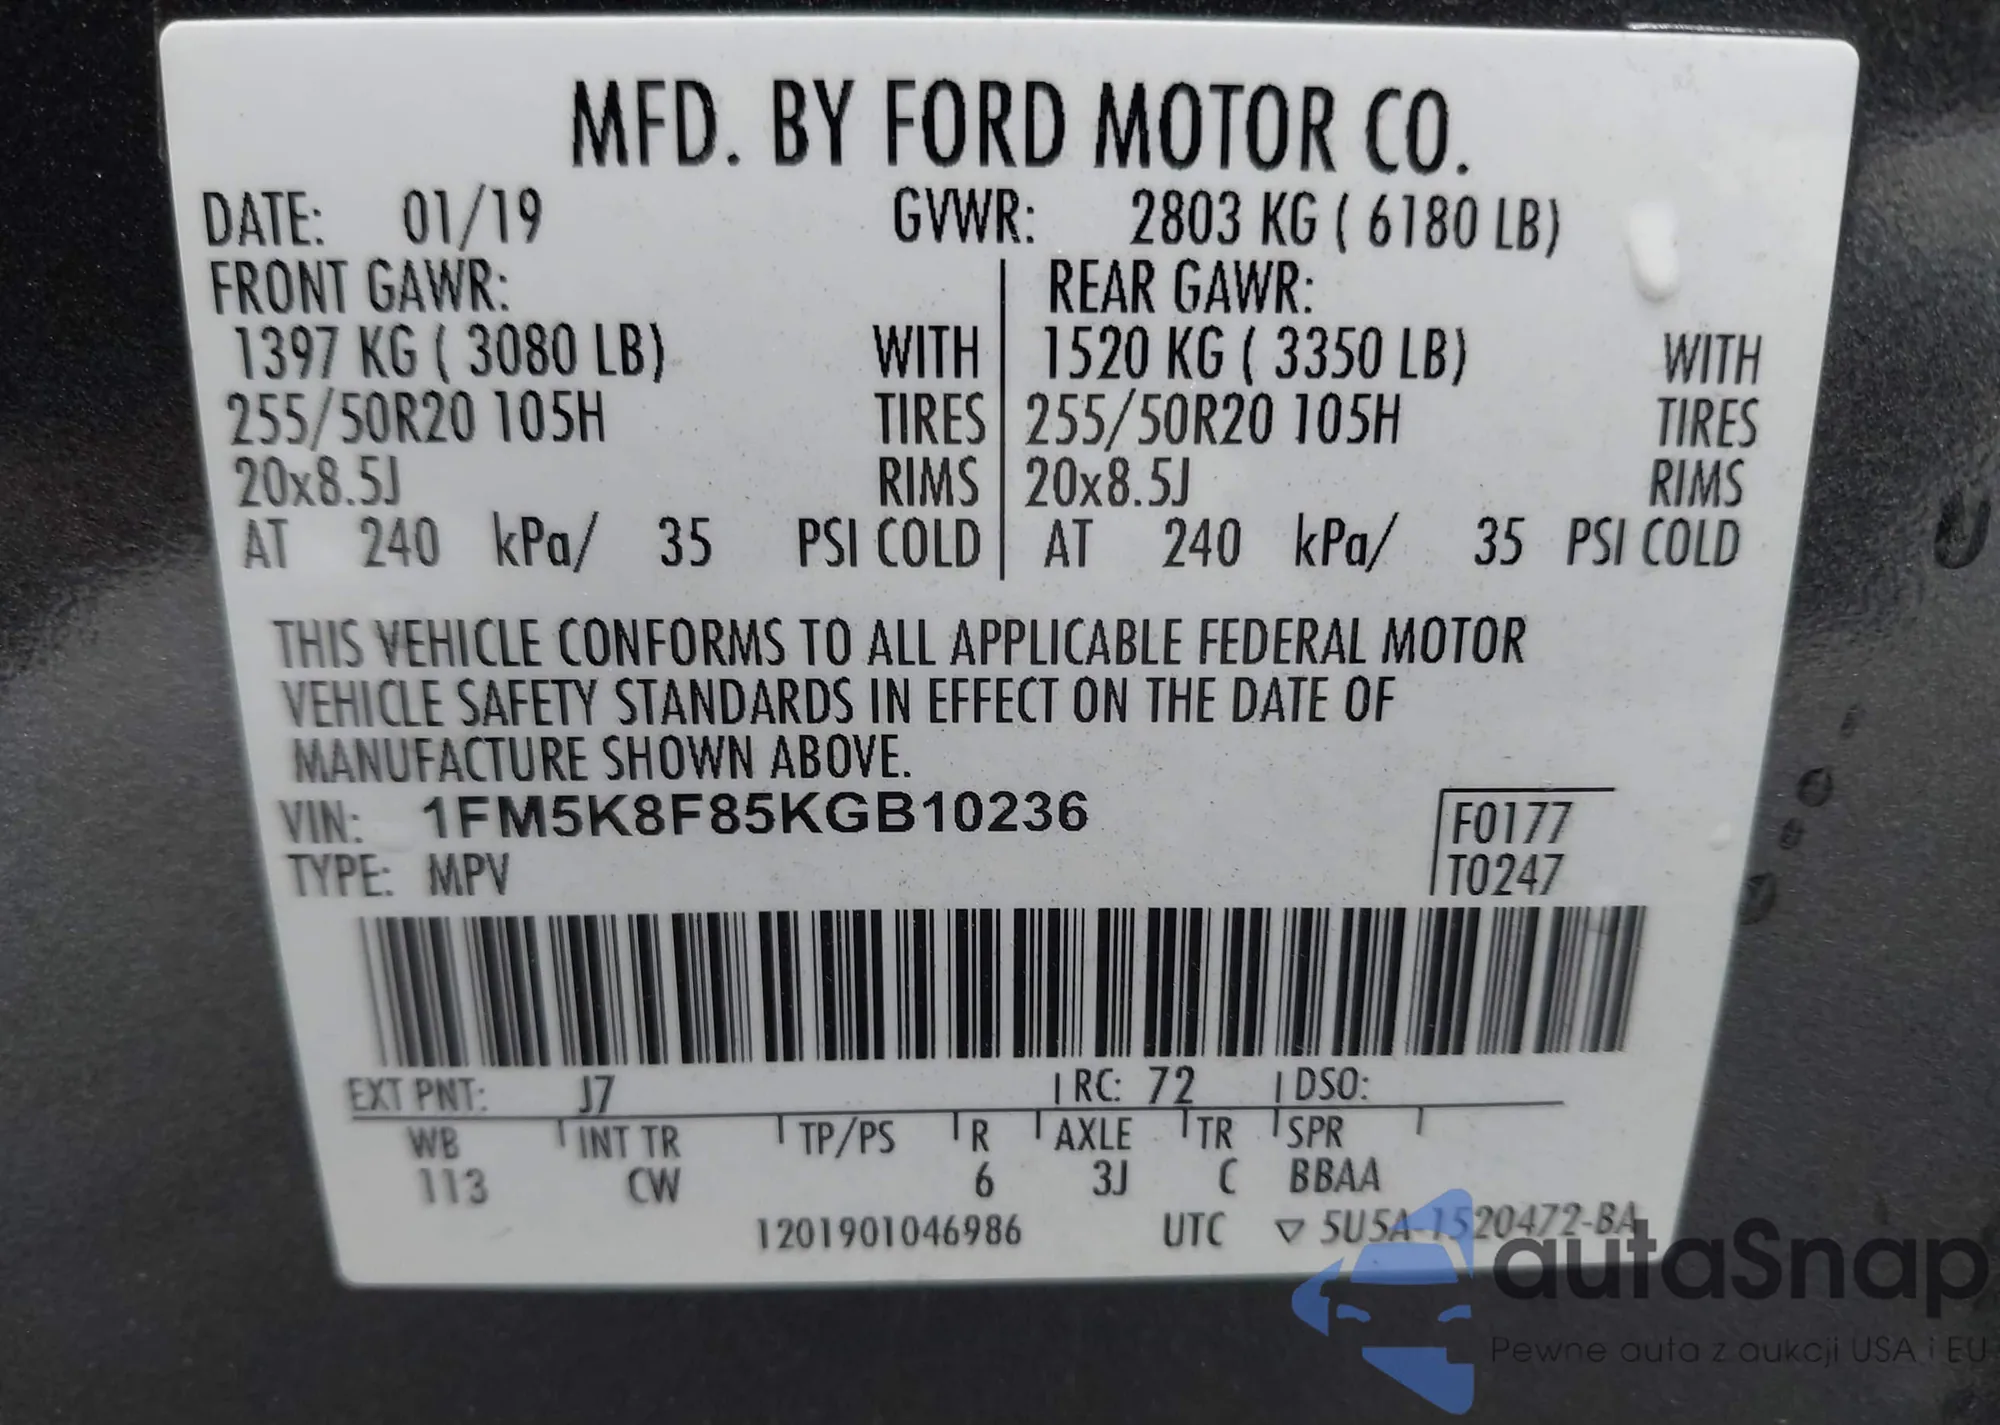 MFD. BY FORD MOTOR CO.
DATE: 01/19 GVWR: 2803 KG ( 6180 LB)
FRONT GAWR: REAR GAWR:
1397 KG ( 3080 LB) WITH 1520 KG ( 3350 LB) WITH
255/50R20 105H TIRES 255/50R20 105H TIRES
20x8.5J RIMS 20x8.5J RIMS
AT 240 kPa/ 35 PSI COLD AT 240 kPa/ 35 PSI COLD
THIS VEHICLE CONFORMS TO ALL APPLICABLE FEDERAL MOTOR
VEHICLE SAFETY STANDARDS IN EFFECT ON THE DATE OF
MANUFACTURE SHOWN ABOVE.
VIN: 1FM5K8F85KGB10236 F0177
TYPE: MPV T0247
EXT PNT: J7 RC: 72 DSO:
WB INT TR TP/PS R AXLE TR SPR
113 CW 6 3J C BBAA
1201901046986 UTC ▽ 5U5A-1520472-BA
autaSnap
Pewne auta z aukcji USA i EU